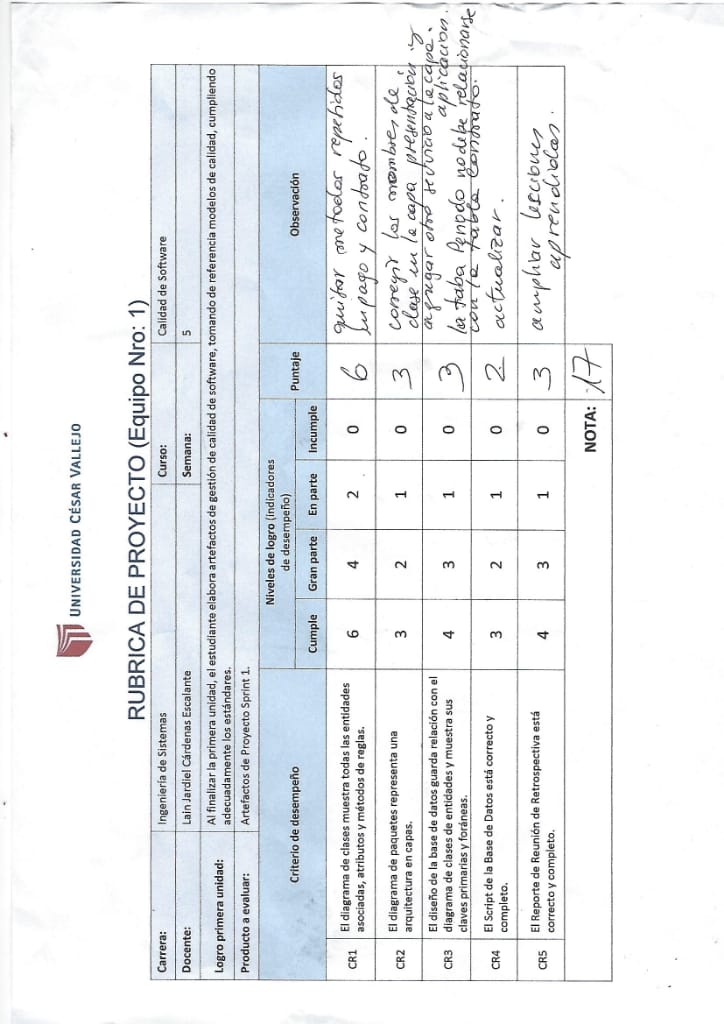 UNIVERSIDAD CÉSAR VALLEJO
RUBRICA DE PROYECTO (Equipo Nro: 1)
Carrera: Ingeniería de Sistemas Curso: Calidad de Software
Docente: Lain Jardiel Cárdenas Escalante Semana: 5
Logro primera unidad: Al finalizar la primera unidad, el estudiante elabora artefactos de gestión de calidad de software, tomando de referencia modelos de calidad, cumpliendo
adecuadamente los estándares.
Producto a evaluar: Artefactos de Proyecto Sprint 1.
Criterio de desempeño
Niveles de logro (indicadores
de desempeño)
Puntaje
Observación
Cumple Gran parte En parte Incumple
CR1
El diagrama de clases muestra todas las entidades
asociadas, atributos y métodos de reglas.
6 4 2 0 6
quitar metodos repetidos
en pago y contrato.
CR2
El diagrama de paquetes representa una
arquitectura en capas.
3 2 1 0 3
corregir los nombres de
clase en la capa presentación y
agregar otro servicio a la capa
aplicacion.
CR3
El diseño de la base de datos guarda relación con el
diagrama de clases de entidades y muestra sus
claves primarias y foráneas.
4 3 1 0 3
la taba Periodo no debe relacionarse
con la tabla contrato.
CR4
El Script de la Base de Datos está correcto y
completo.
3 2 1 0 2
actualizar.
CR5
El Reporte de Reunión de Retrospectiva está
correcto y completo.
4 3 1 0 3
ampliar lesciones
aprendidas.
NOTA: 17